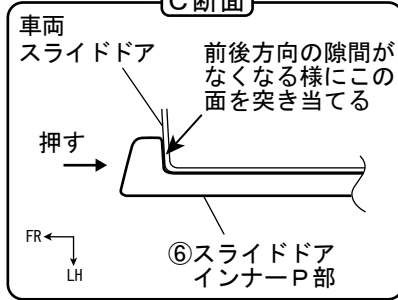 C断面
車両
スライドドア
前後方向の隙間が
なくなる様にこの
面を突き当てる
押す
FR
LH
⑥スライドドア
インナーP部